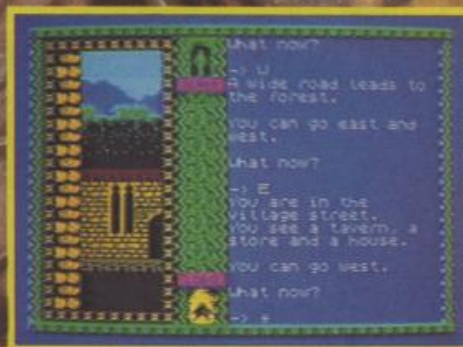 What now?
-> W
A wide road leads to
the forest.
You can go east and
west.
What now?
-> E
You are in the
village street.
You see a tavern, a
store and a house.
You can go west.
What now?
-> *